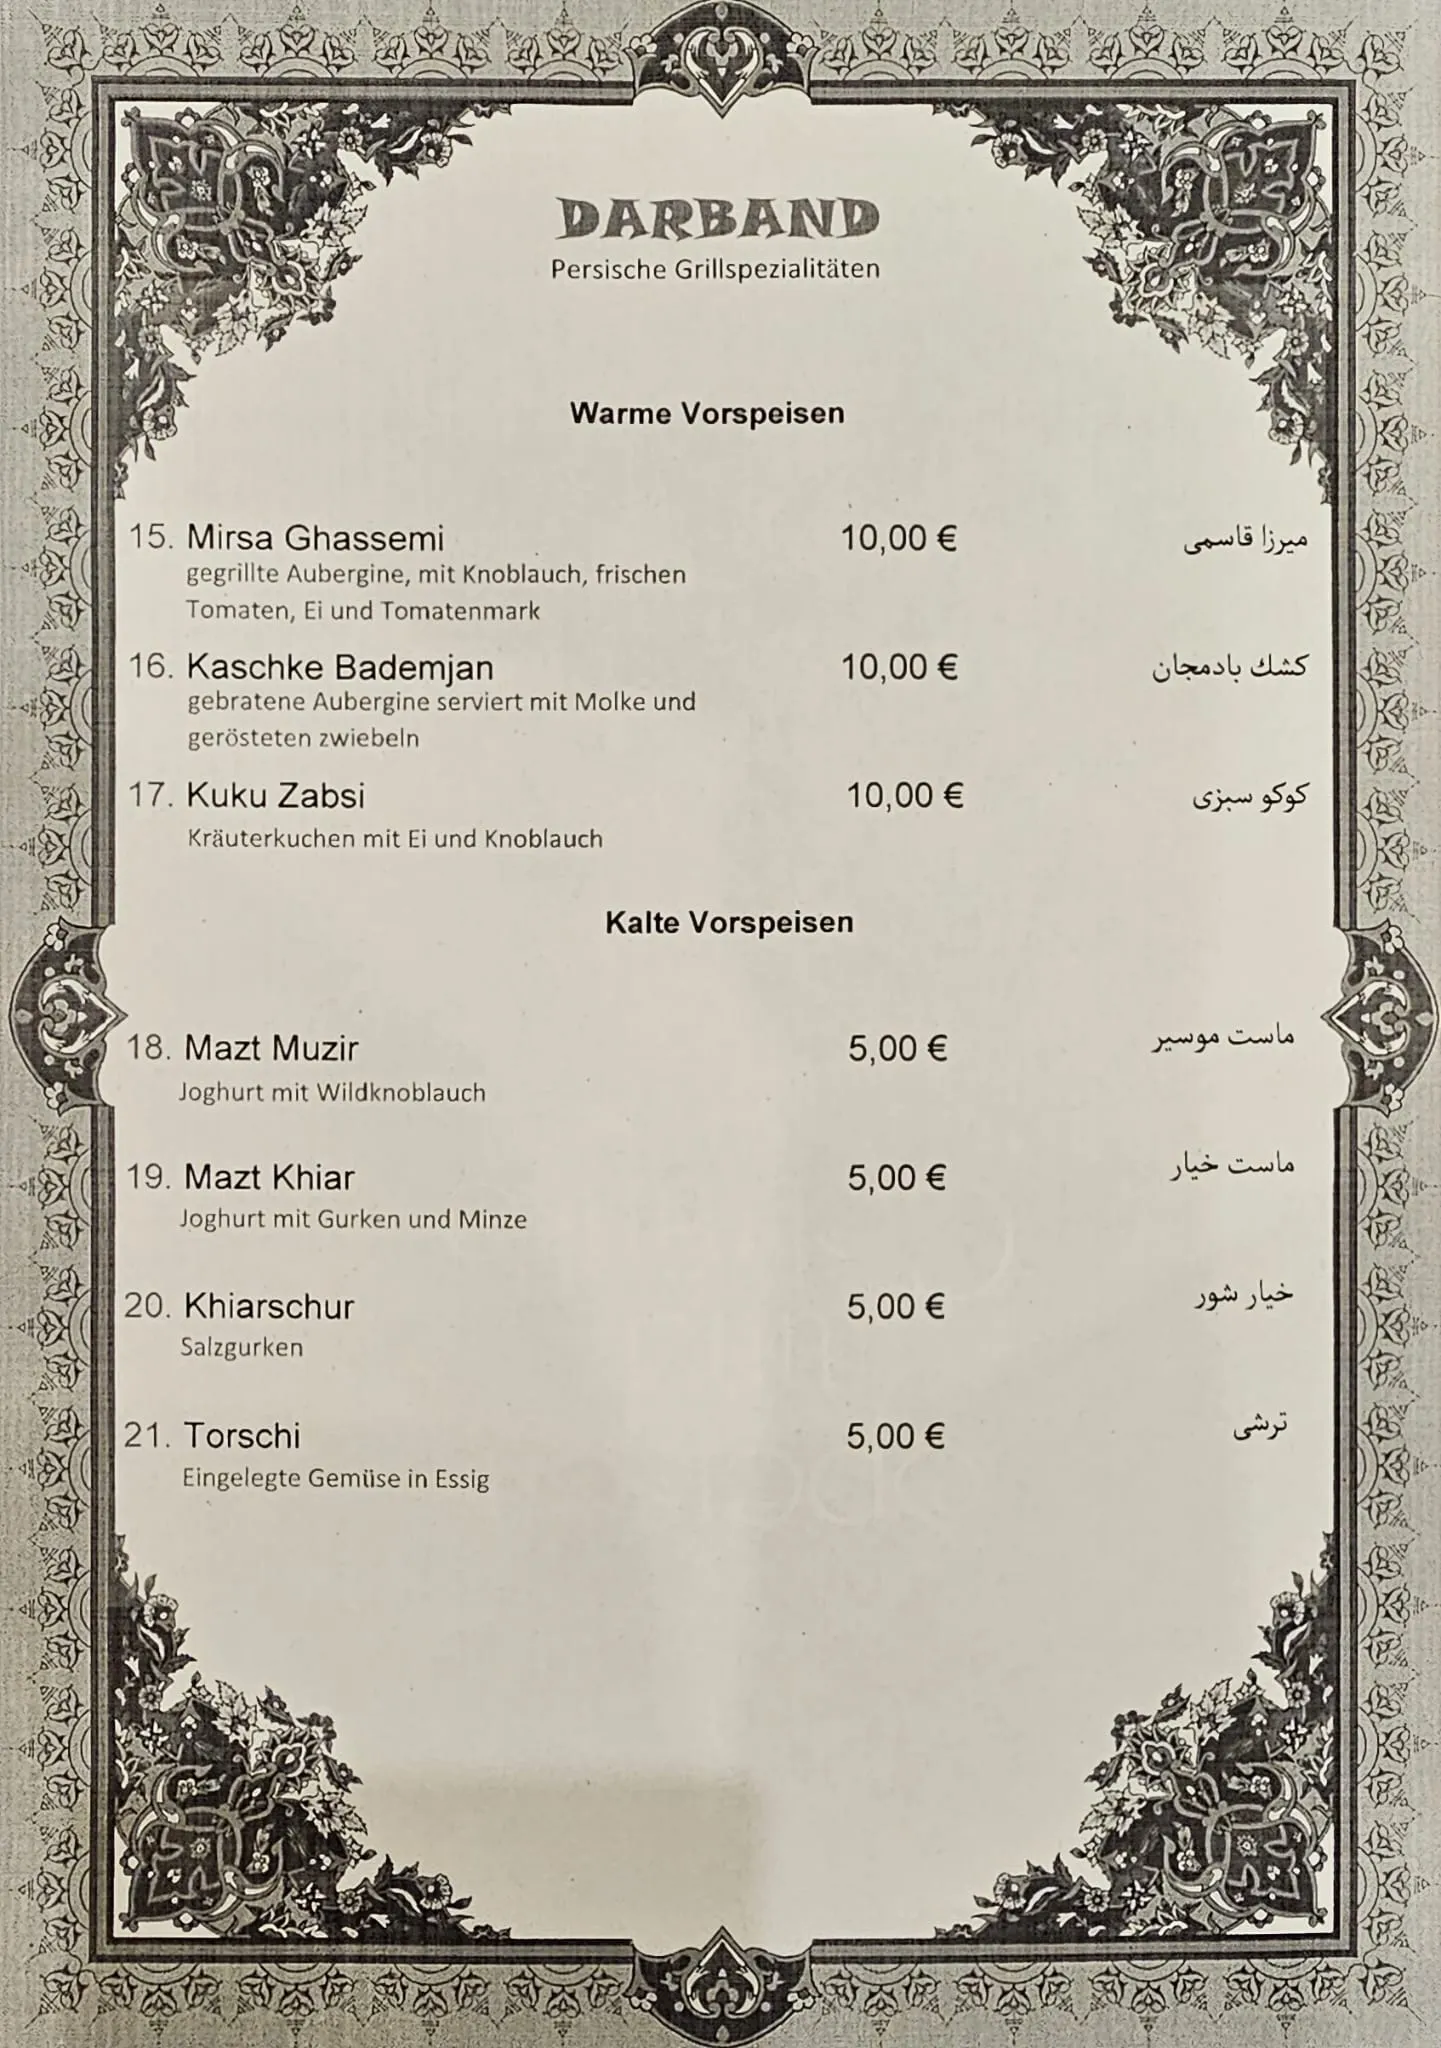 DARBAND
Persische Grillspezialitäten
Warme Vorspeisen
15. Mirsa Ghassemi 10,00 € میرزا قاسمی
gegrillte Aubergine, mit Knoblauch, frischen
Tomaten, Ei und Tomatenmark
16. Kaschke Bademjan 10,00 € کشك بادمجان
gebratene Aubergine serviert mit Molke und
gerösteten zwiebeln
17. Kuku Zabsi 10,00 € کوکو سبزی
Kräuterkuchen mit Ei und Knoblauch
Kalte Vorspeisen
18. Mazt Muzir 5,00 € ماست موسیر
Joghurt mit Wildknoblauch
19. Mazt Khiar 5,00 € ماست خیار
Joghurt mit Gurken und Minze
20. Khiarschur 5,00 € خیار شور
Salzgurken
21. Torschi 5,00 € ترشی
Eingelegte Gemüse in Essig